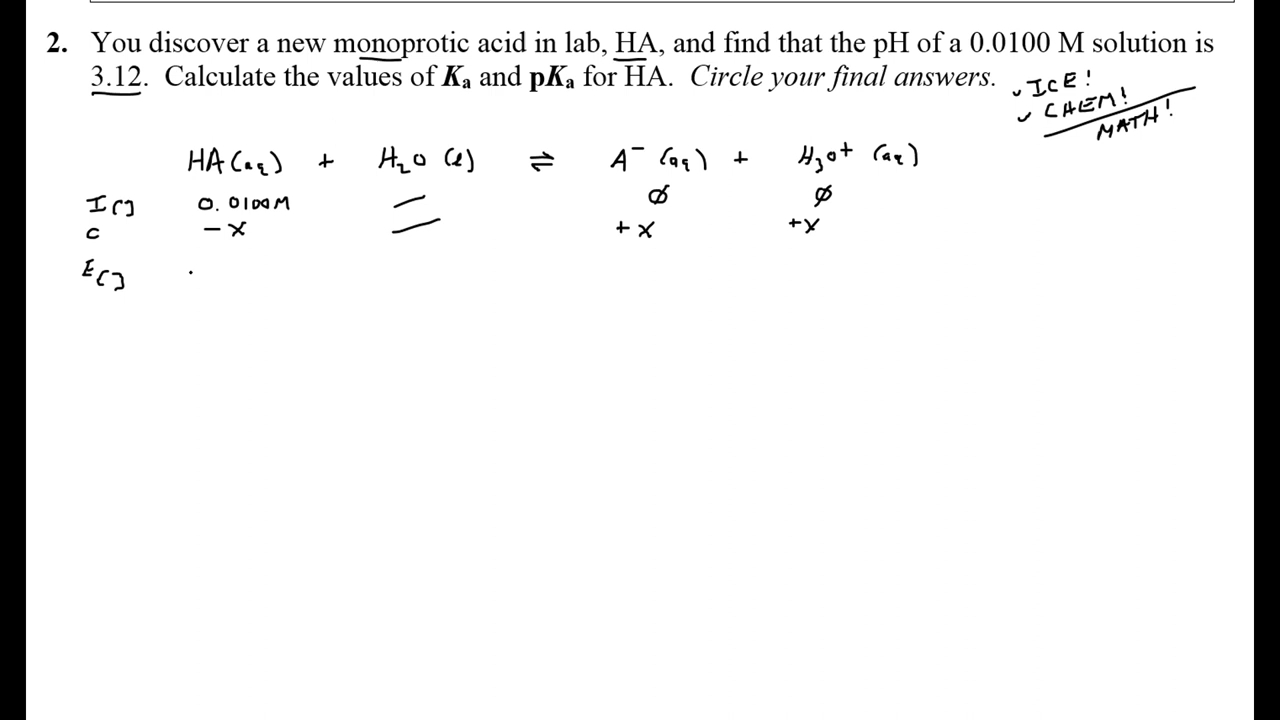 2. You discover a new monoprotic acid in lab, HA, and find that the pH of a 0.0100 M solution is
3.12. Calculate the values of Kₐ and pKₐ for HA. Circle your final answers.
ICE!
CHEM!
MATH!
HA(aq) + H₂O (l) ⇌ A⁻ (aq) + H₃O⁺ (aq)
I[] 0.0100M — ∅ ∅
C -x — +x +x
E[]